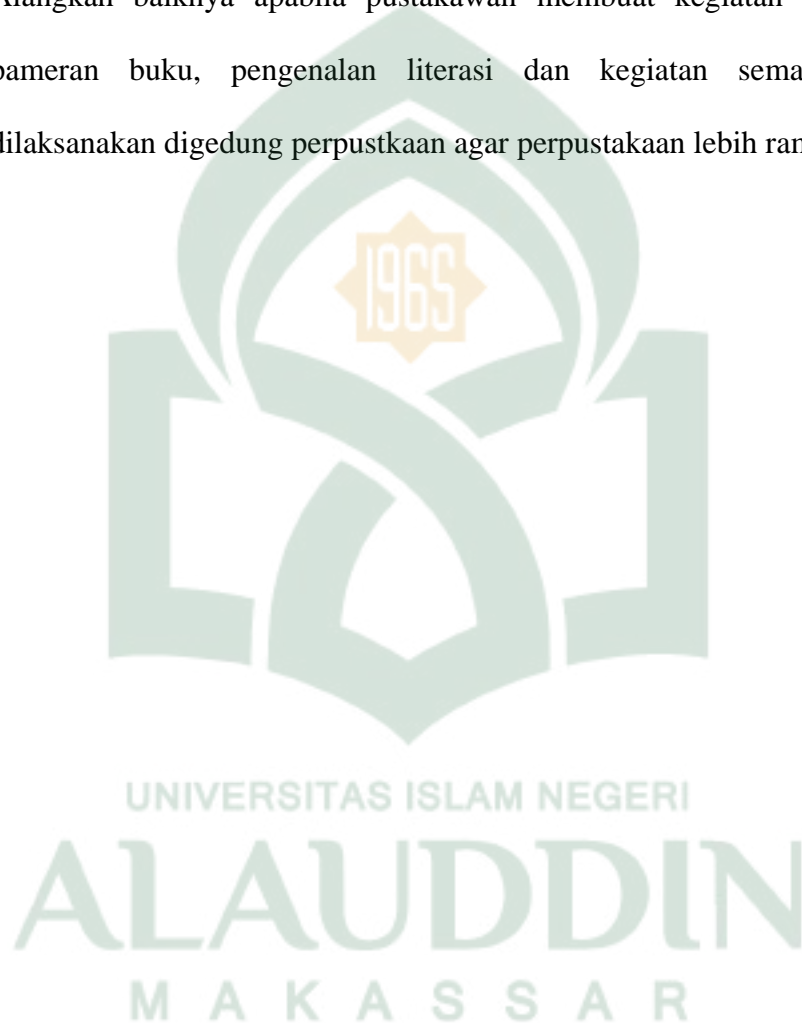 baiknya apabila pustakawan membuat kegiatan
pameran buku, pengenalan literasi dan kegiatan
dilaksanakan digedung perpustkaan agar perpustakaan lebih
1965
UNIVERSITAS ISLAM NEGERI
ALAUDDIN
MAKASSAR